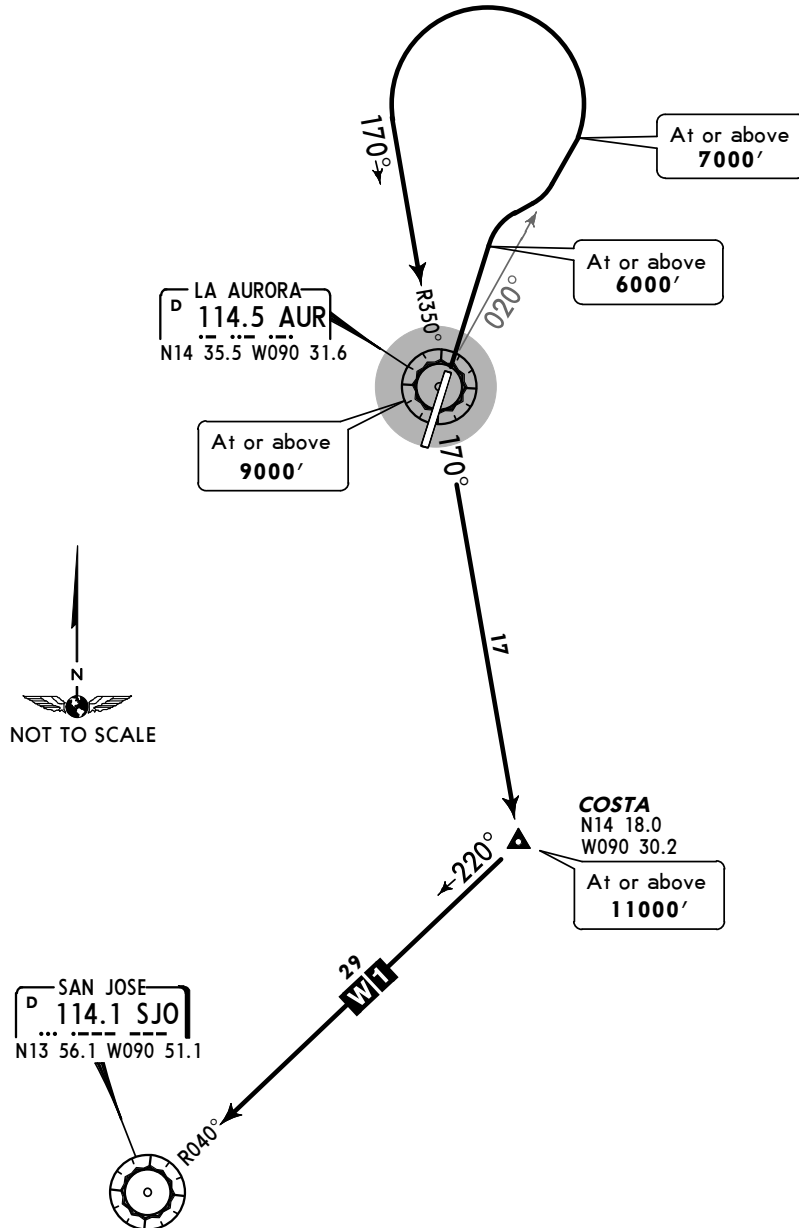 170°
At or above
7000′
At or above
6000′
020°
R350°
LA AURORA
D 114.5 AUR
N14 35.5 W090 31.6
At or above
9000′
170°
17
N
NOT TO SCALE
COSTA
N14 18.0
W090 30.2
At or above
11000′
220°
29
W 1
SAN JOSE
D 114.1 SJO
N13 56.1 W090 51.1
R040°